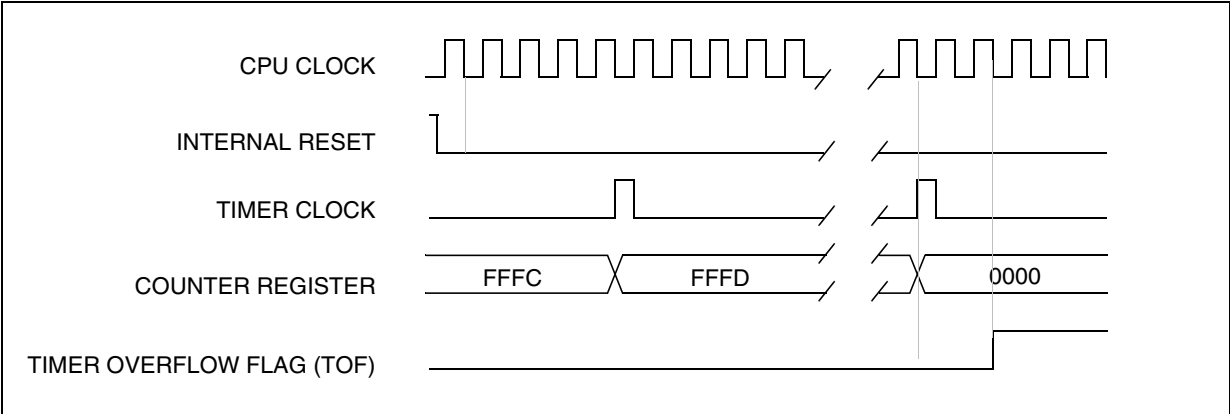 CPU CLOCK
INTERNAL RESET
TIMER CLOCK
COUNTER REGISTER
FFFC
FFFD
0000
TIMER OVERFLOW FLAG (TOF)